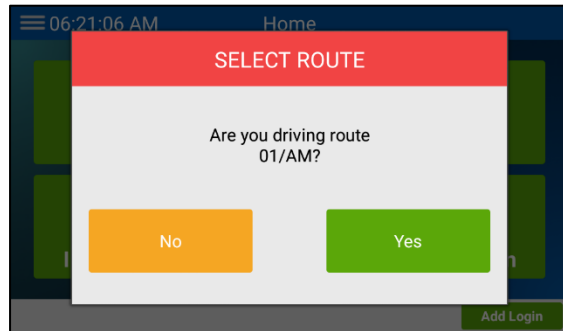 06:21:06 AM Home
SELECT ROUTE
Are you driving route
01/AM?
No Yes
Add Login